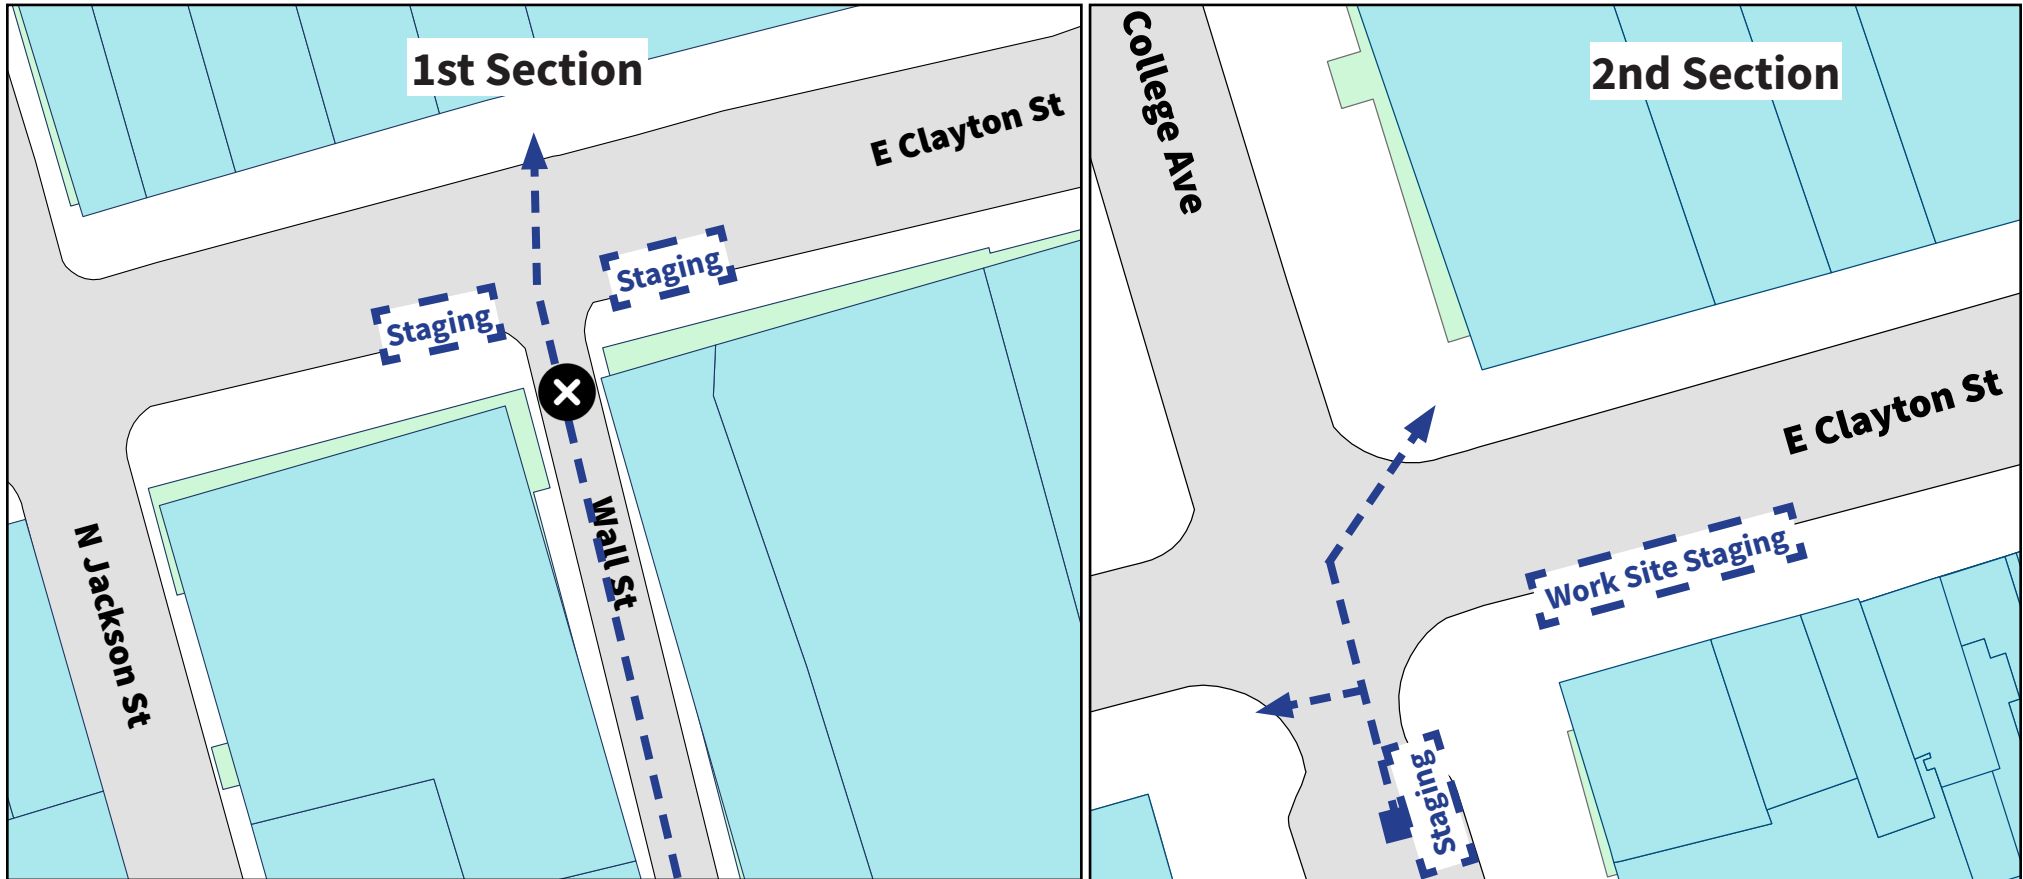 1st Section
E Clayton St
Staging
Staging
Wall St
N Jackson St
College Ave
2nd Section
E Clayton St
Work Site Staging
Staging